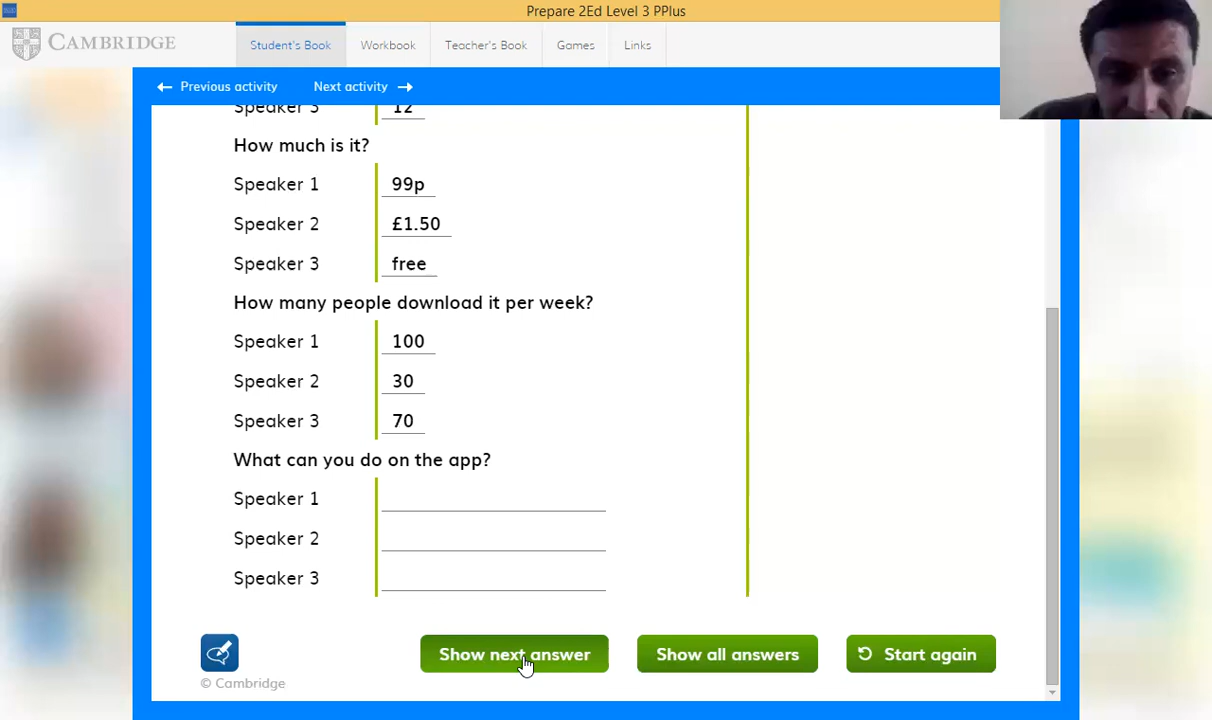 Prepare 2Ed Level 3 PPlus
CAMBRIDGE
Student's Book
Workbook
Teacher's Book
Games
Links
Previous activity
Next activity
Speaker 3 12
How much is it?
Speaker 1 99p
Speaker 2 £1.50
Speaker 3 free
How many people download it per week?
Speaker 1 100
Speaker 2 30
Speaker 3 70
What can you do on the app?
Speaker 1
Speaker 2
Speaker 3
Show next answer
Show all answers
Start again
© Cambridge